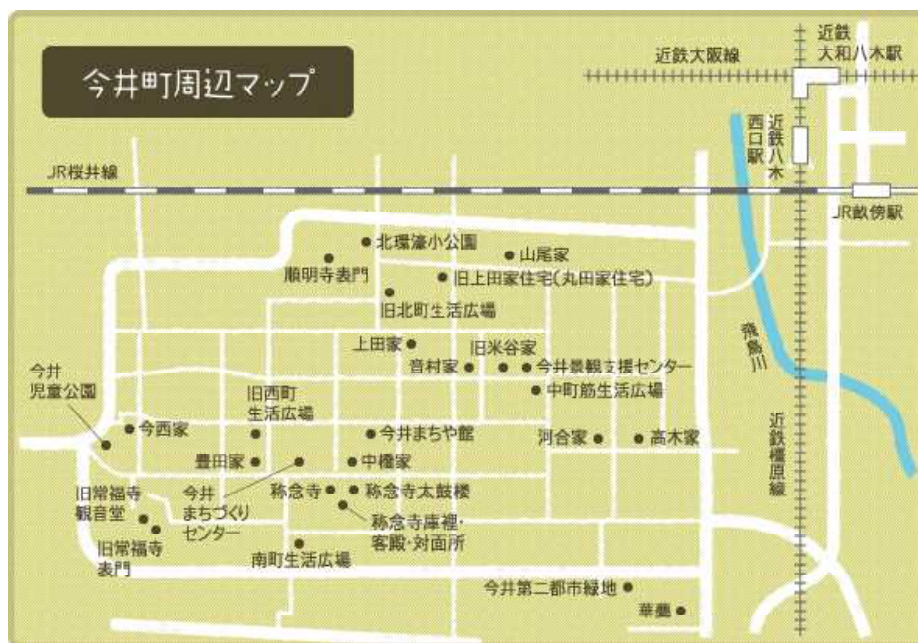 今井町周辺マップ
近鉄大阪線
近鉄
大和八木駅
近鉄八木
西口駅
JR桜井線
JR畝傍駅
北環濠小公園
順明寺表門
山尾家
旧上田家住宅(丸田家住宅)
旧北町生活広場
上田家
旧米谷家
音村家
今井景観支援センター
中町筋生活広場
飛鳥川
今井
児童公園
今西家
旧西町
生活広場
今井まちや館
河合家
高木家
近鉄橿原線
豊田家
中橋家
旧常福寺
観音堂
今井
まちづくり
センター
称念寺
称念寺太鼓楼
称念寺庫裡・
客殿・対面所
旧常福寺
表門
南町生活広場
今井第二都市緑地